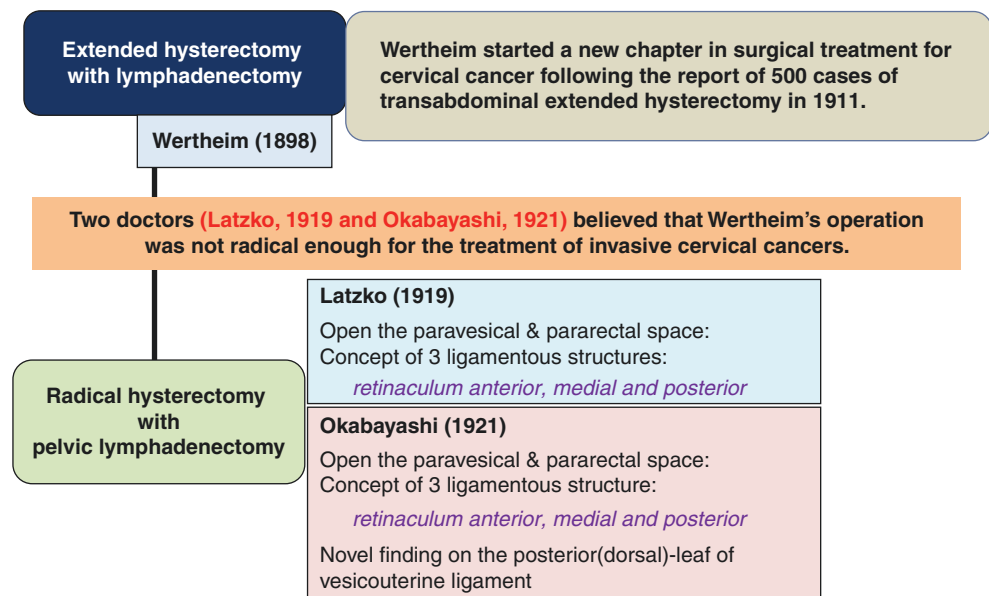 Extended hysterectomy
with lymphadenectomy
Wertheim started a new chapter in surgical treatment for
cervical cancer following the report of 500 cases of
transabdominal extended hysterectomy in 1911.
Wertheim (1898)
Two doctors (Latzko, 1919 and Okabayashi, 1921) believed that Wertheim’s operation
was not radical enough for the treatment of invasive cervical cancers.
Radical hysterectomy
with
pelvic lymphadenectomy
Latzko (1919)
Open the paravesical & pararectal space:
Concept of 3 ligamentous structures:
retinaculum anterior, medial and posterior
Okabayashi (1921)
Open the paravesical & pararectal space:
Concept of 3 ligamentous structure:
retinaculum anterior, medial and posterior
Novel finding on the posterior(dorsal)-leaf of
vesicouterine ligament